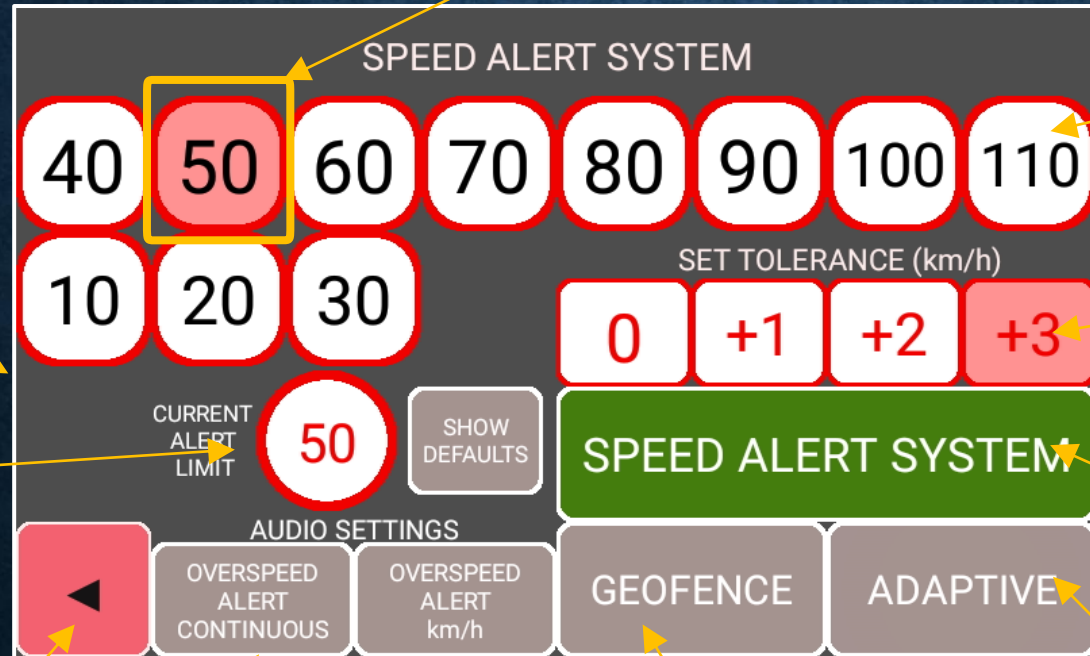 SPEED ALERT SYSTEM
40 50 60 70 80 90 100 110
10 20 30
SET TOLERANCE (km/h)
0 +1 +2 +3
CURRENT
ALERT
LIMIT
50
SHOW
DEFAULTS
SPEED ALERT SYSTEM
AUDIO SETTINGS
OVERSPEED
ALERT
CONTINUOUS
OVERSPEED
ALERT
km/h
GEOFENCE
ADAPTIVE